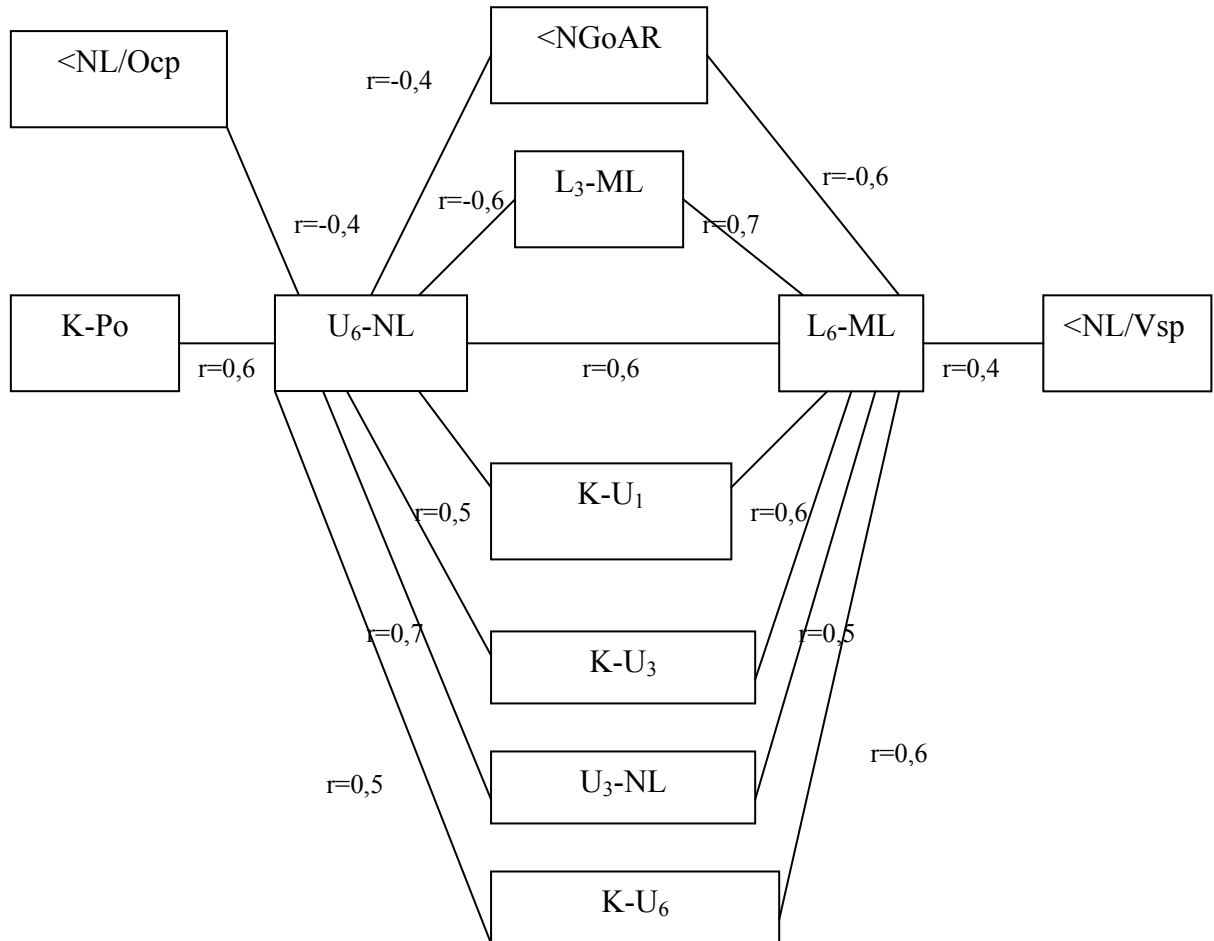 <NGoAR
<NL/Ocp
r=-0,4
L₃-ML
r=-0,6
r=-0,6
r=-0,4
r=0,7
K-Po
U₆-NL
L₆-ML
<NL/Vsp
r=0,6
r=0,6
r=0,4
K-U₁
r=0,5
r=0,6
r=0,7
r=0,5
K-U₃
r=0,6
U₃-NL
r=0,5
K-U₆